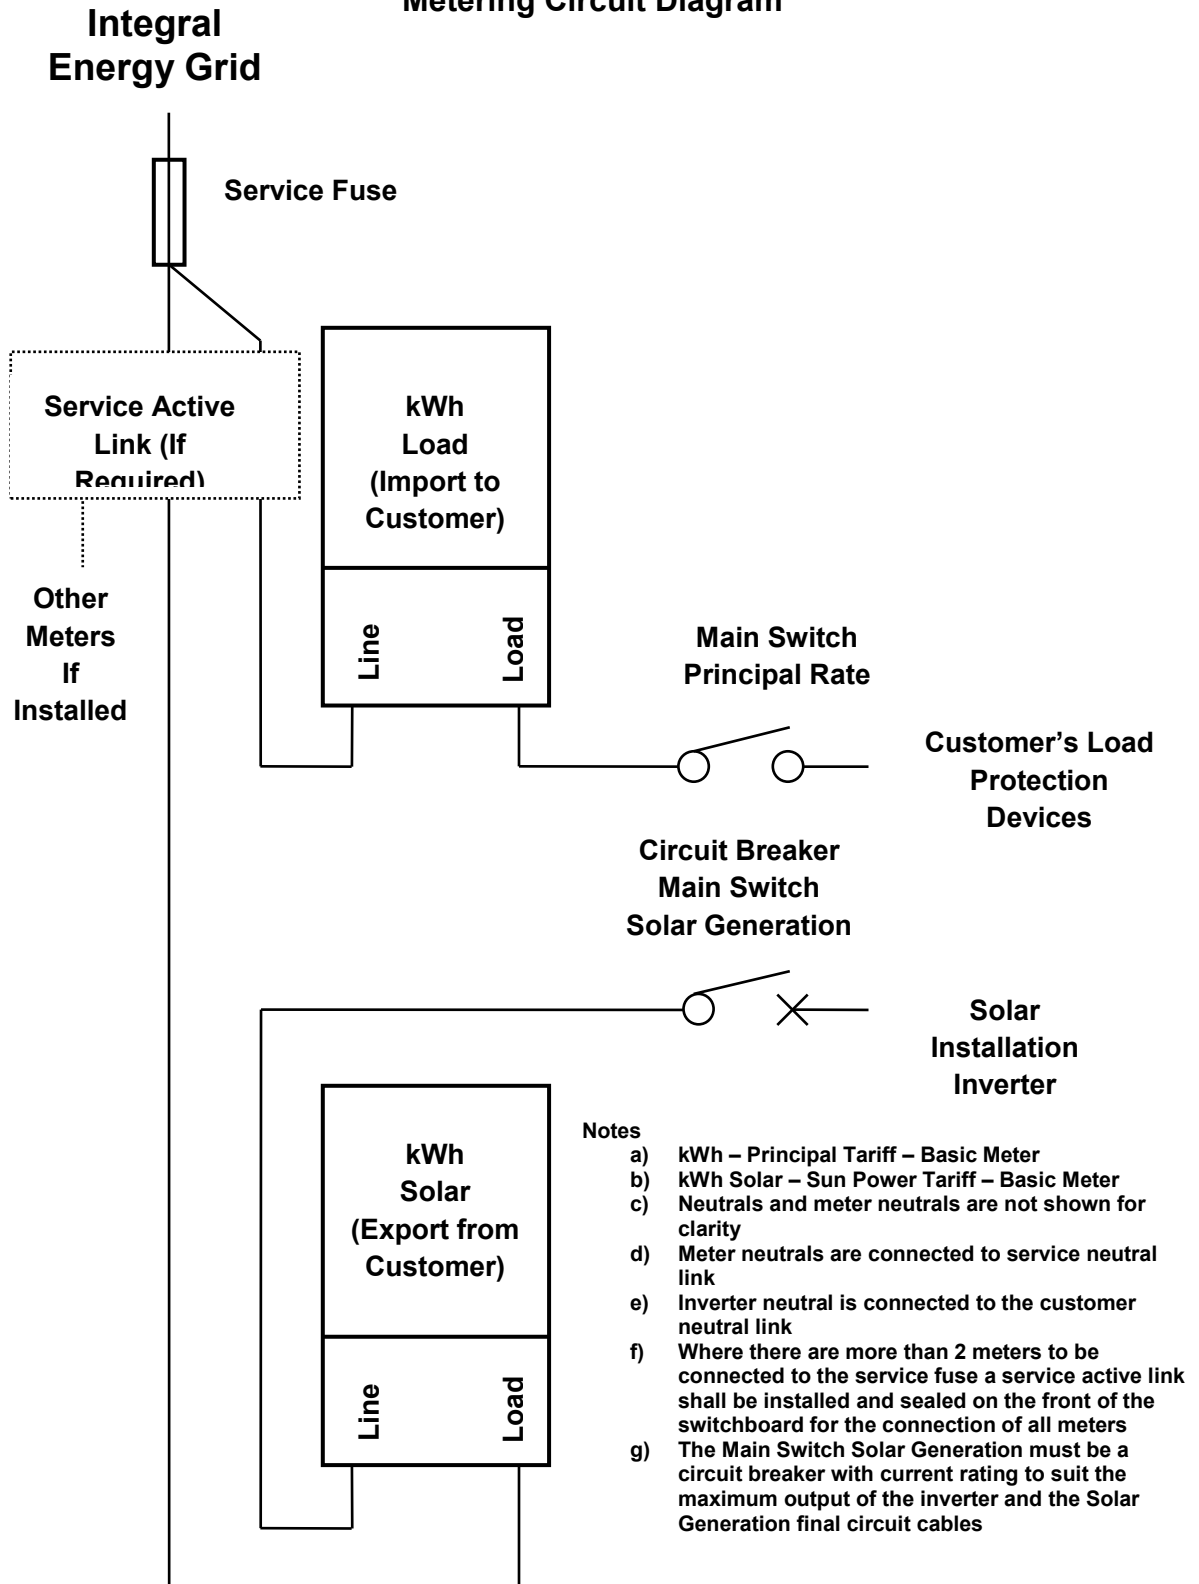 Metering Circuit Diagram
Integral
Energy Grid
Service Fuse
Service Active
Link (If
Required)
kWh
Load
(Import to
Customer)
Line
Load
Other
Meters
If
Installed
Main Switch
Principal Rate
Customer’s Load
Protection
Devices
Circuit Breaker
Main Switch
Solar Generation
Solar
Installation
Inverter
kWh
Solar
(Export from
Customer)
Line
Load
Notes
a) kWh – Principal Tariff – Basic Meter
b) kWh Solar – Sun Power Tariff – Basic Meter
c) Neutrals and meter neutrals are not shown for
clarity
d) Meter neutrals are connected to service neutral
link
e) Inverter neutral is connected to the customer
neutral link
f) Where there are more than 2 meters to be
connected to the service fuse a service active link
shall be installed and sealed on the front of the
switchboard for the connection of all meters
g) The Main Switch Solar Generation must be a
circuit breaker with current rating to suit the
maximum output of the inverter and the Solar
Generation final circuit cables